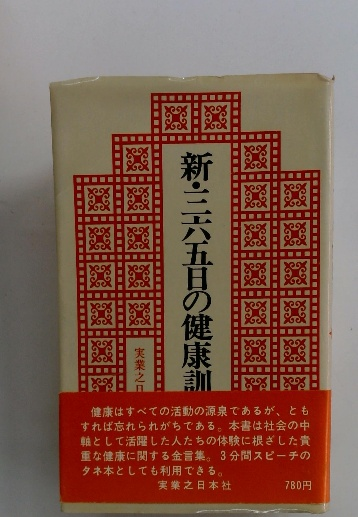 新・三六五日の健康訓
実業之日
健康はすべての活動の源泉であるが、とも
すれば忘れられがちである。本書は社会の中
軸として活躍した人たちの体験に根ざした貴
重な健康に関する金言集。3分間スピーチの
タネ本としても利用できる。
実業之日本社
780円